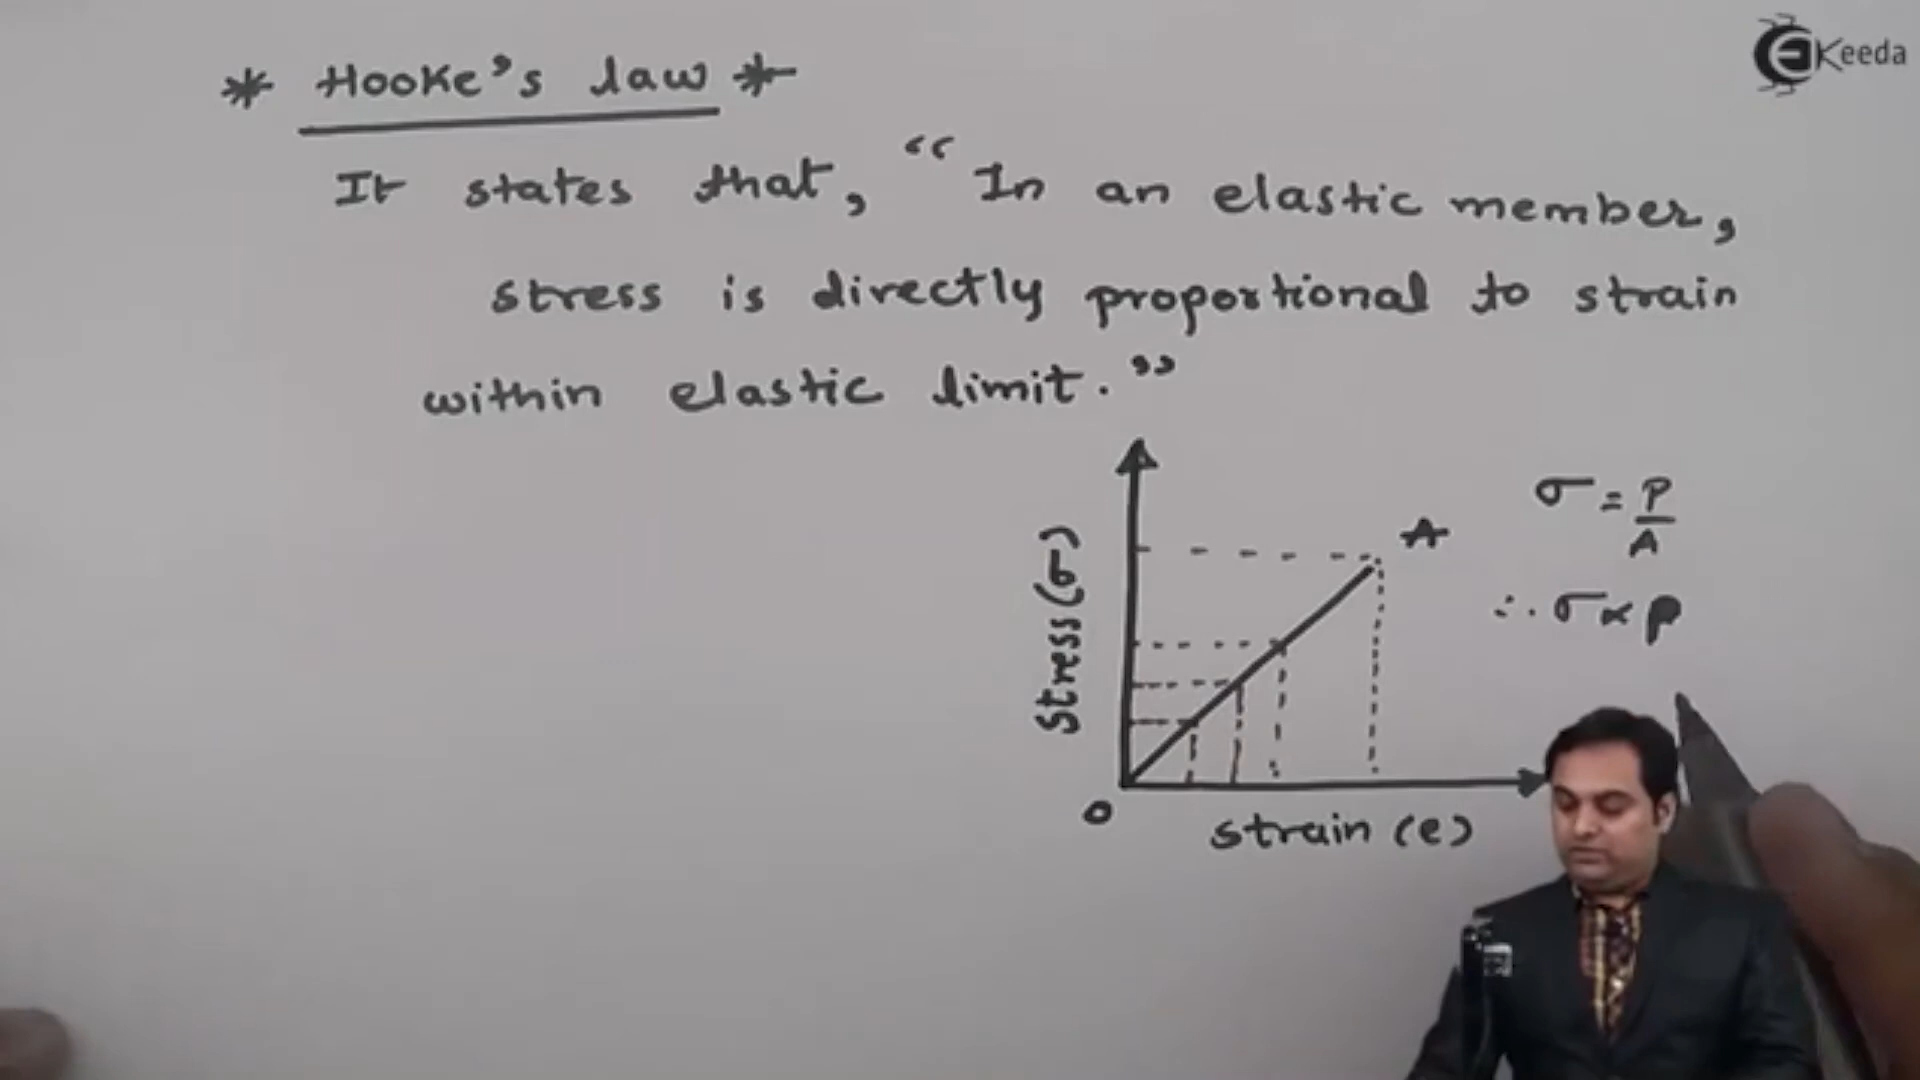 Keeda
* Hooke's law *
It states that, "In an elastic member,
stress is directly proportional to strain
within elastic limit."
σ = P/A
A
∴ σ ∝ P
Stress (σ)
O
strain (e)